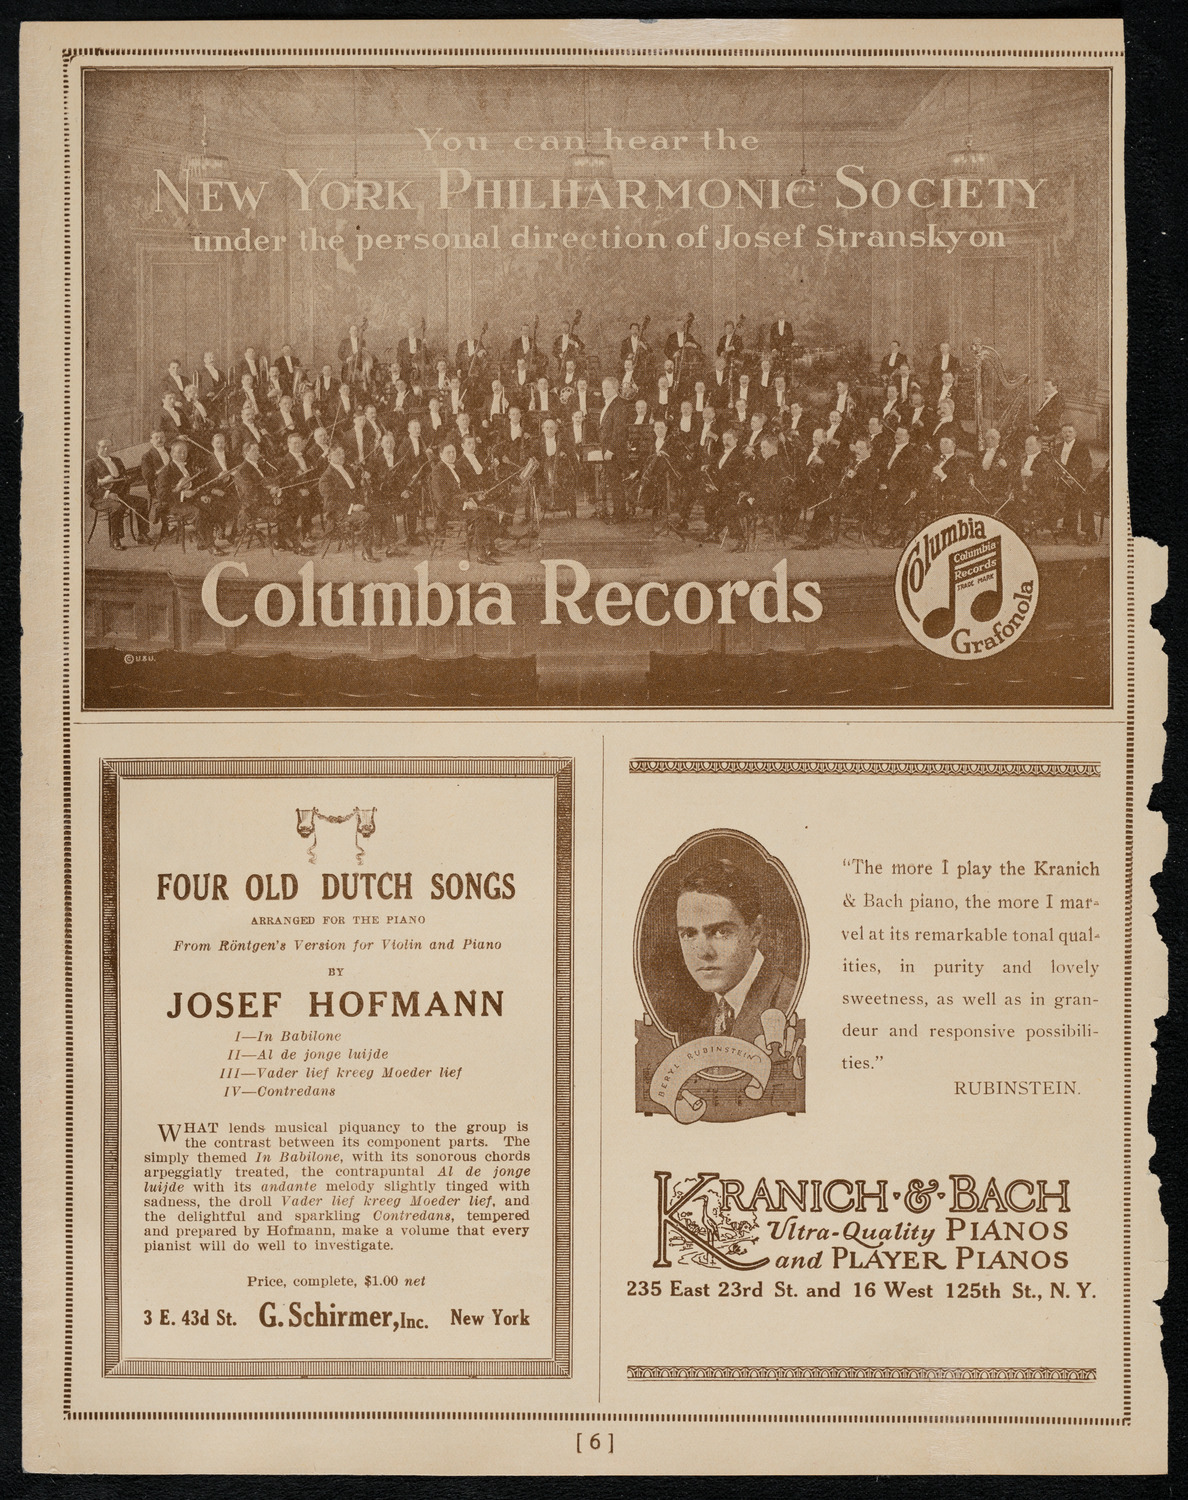 You can hear the
NEW YORK PHILHARMONIC SOCIETY
under the personal direction of Josef Stransky on
Columbia Records
Columbia
Columbia
Records
TRADE MARK
Grafonola
© U. & U.
FOUR OLD DUTCH SONGS
ARRANGED FOR THE PIANO
From Röntgen's Version for Violin and Piano
BY
JOSEF HOFMANN
I—In Babilone
II—Al de jonge luijde
III—Vader lief kreeg Moeder lief
IV—Contredans
WHAT lends musical piquancy to the group is
the contrast between its component parts. The
simply themed In Babilone, with its sonorous chords
arpeggiatly treated, the contrapuntal Al de jonge
luijde with its andante melody slightly tinged with
sadness, the droll Vader lief kreeg Moeder lief, and
the delightful and sparkling Contredans, tempered
and prepared by Hofmann, make a volume that every
pianist will do well to investigate.
Price, complete, $1.00 net
3 E. 43d St. G. Schirmer, Inc. New York
BERYL RUBINSTEIN
"The more I play the Kranich
& Bach piano, the more I mar-
vel at its remarkable tonal qual-
ities, in purity and lovely
sweetness, as well as in gran-
deur and responsive possibili-
ties."
RUBINSTEIN.
KRANICH·&·BACH
Ultra-Quality PIANOS
and PLAYER PIANOS
235 East 23rd St. and 16 West 125th St., N. Y.
[ 6 ]